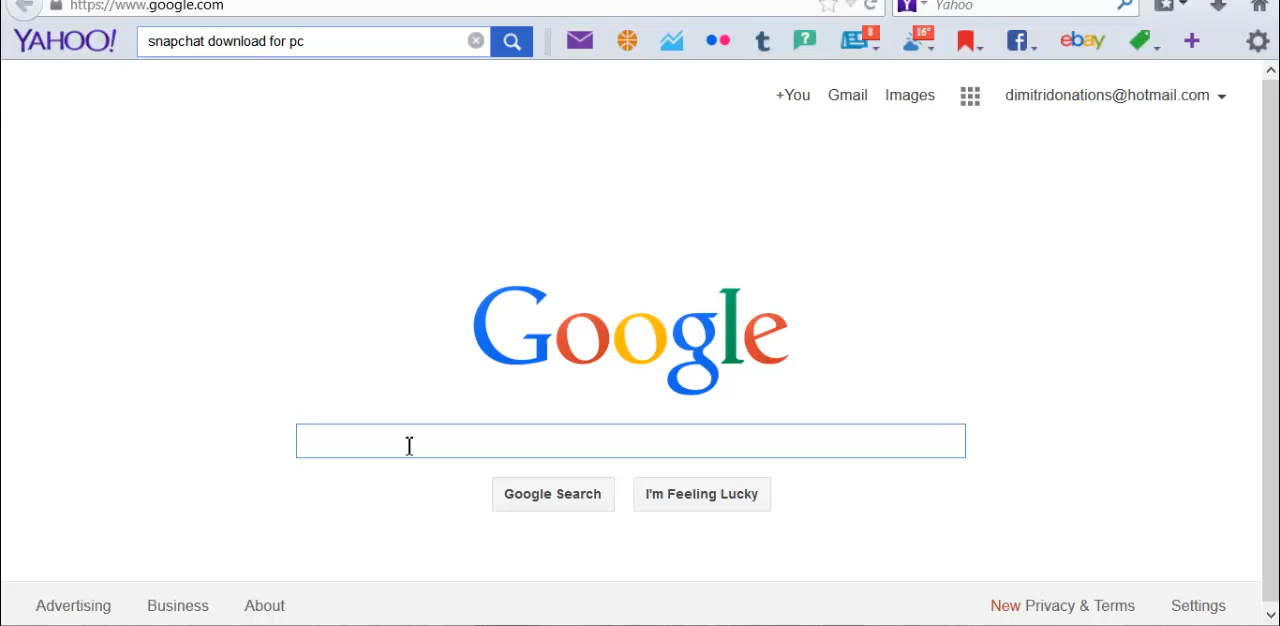 https://www.google.com
Yahoo
YAHOO!
snapchat download for pc
8
16°
ebay
+You Gmail Images dimitridonations@hotmail.com
Google
Google Search I'm Feeling Lucky
Advertising Business About New Privacy & Terms Settings